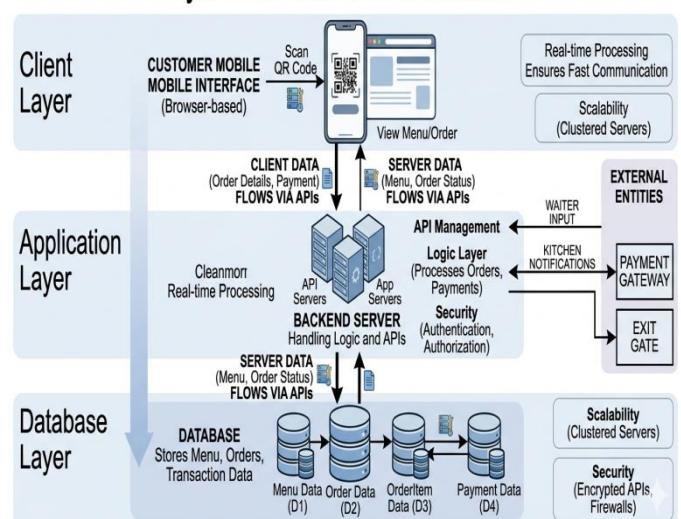 Client
Layer
CUSTOMER MOBILE
MOBILE INTERFACE
(Browser-based)
Scan
QR Code
View Menu/Order
Real-time Processing
Ensures Fast Communication
Scalability
(Clustered Servers)
CLIENT DATA
(Order Details, Payment)
FLOWS VIA APIs
SERVER DATA
(Menu, Order Status)
FLOWS VIA APIs
EXTERNAL
ENTITIES
WAITER
INPUT
KITCHEN
NOTIFICATIONS
PAYMENT
GATEWAY
EXIT
GATE
Application
Layer
Cleanmorr
Real-time Processing
API
Servers
App
Servers
BACKEND SERVER
Handling Logic and APIs
API Management
Logic Layer
(Processes Orders,
Payments)
Security
(Authentication,
Authorization)
SERVER DATA
(Menu, Order Status)
FLOWS VIA APIs
Database
Layer
DATABASE
Stores Menu, Orders,
Transaction Data
Menu Data
(D1)
Order Data
(D2)
OrderItem
Data (D3)
Payment Data
(D4)
Scalability
(Clustered Servers)
Security
(Encrypted APIs,
Firewalls)